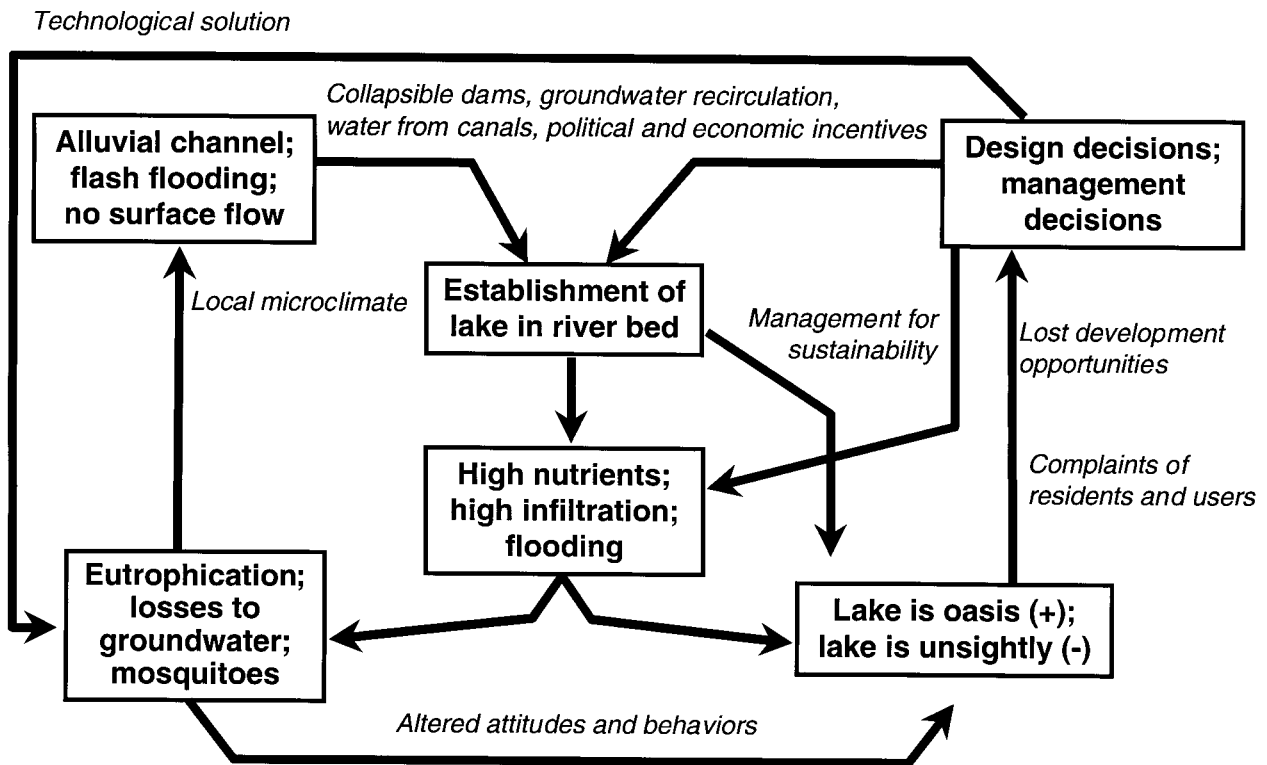 Technological solution
Collapsible dams, groundwater recirculation,
water from canals, political and economic incentives
Alluvial channel;
flash flooding;
no surface flow
Design decisions;
management
decisions
Local microclimate
Establishment of
lake in river bed
Management for
sustainability
Lost development
opportunities
High nutrients;
high infiltration;
flooding
Complaints of
residents and users
Eutrophication;
losses to
groundwater;
mosquitoes
Lake is oasis (+);
lake is unsightly (-)
Altered attitudes and behaviors